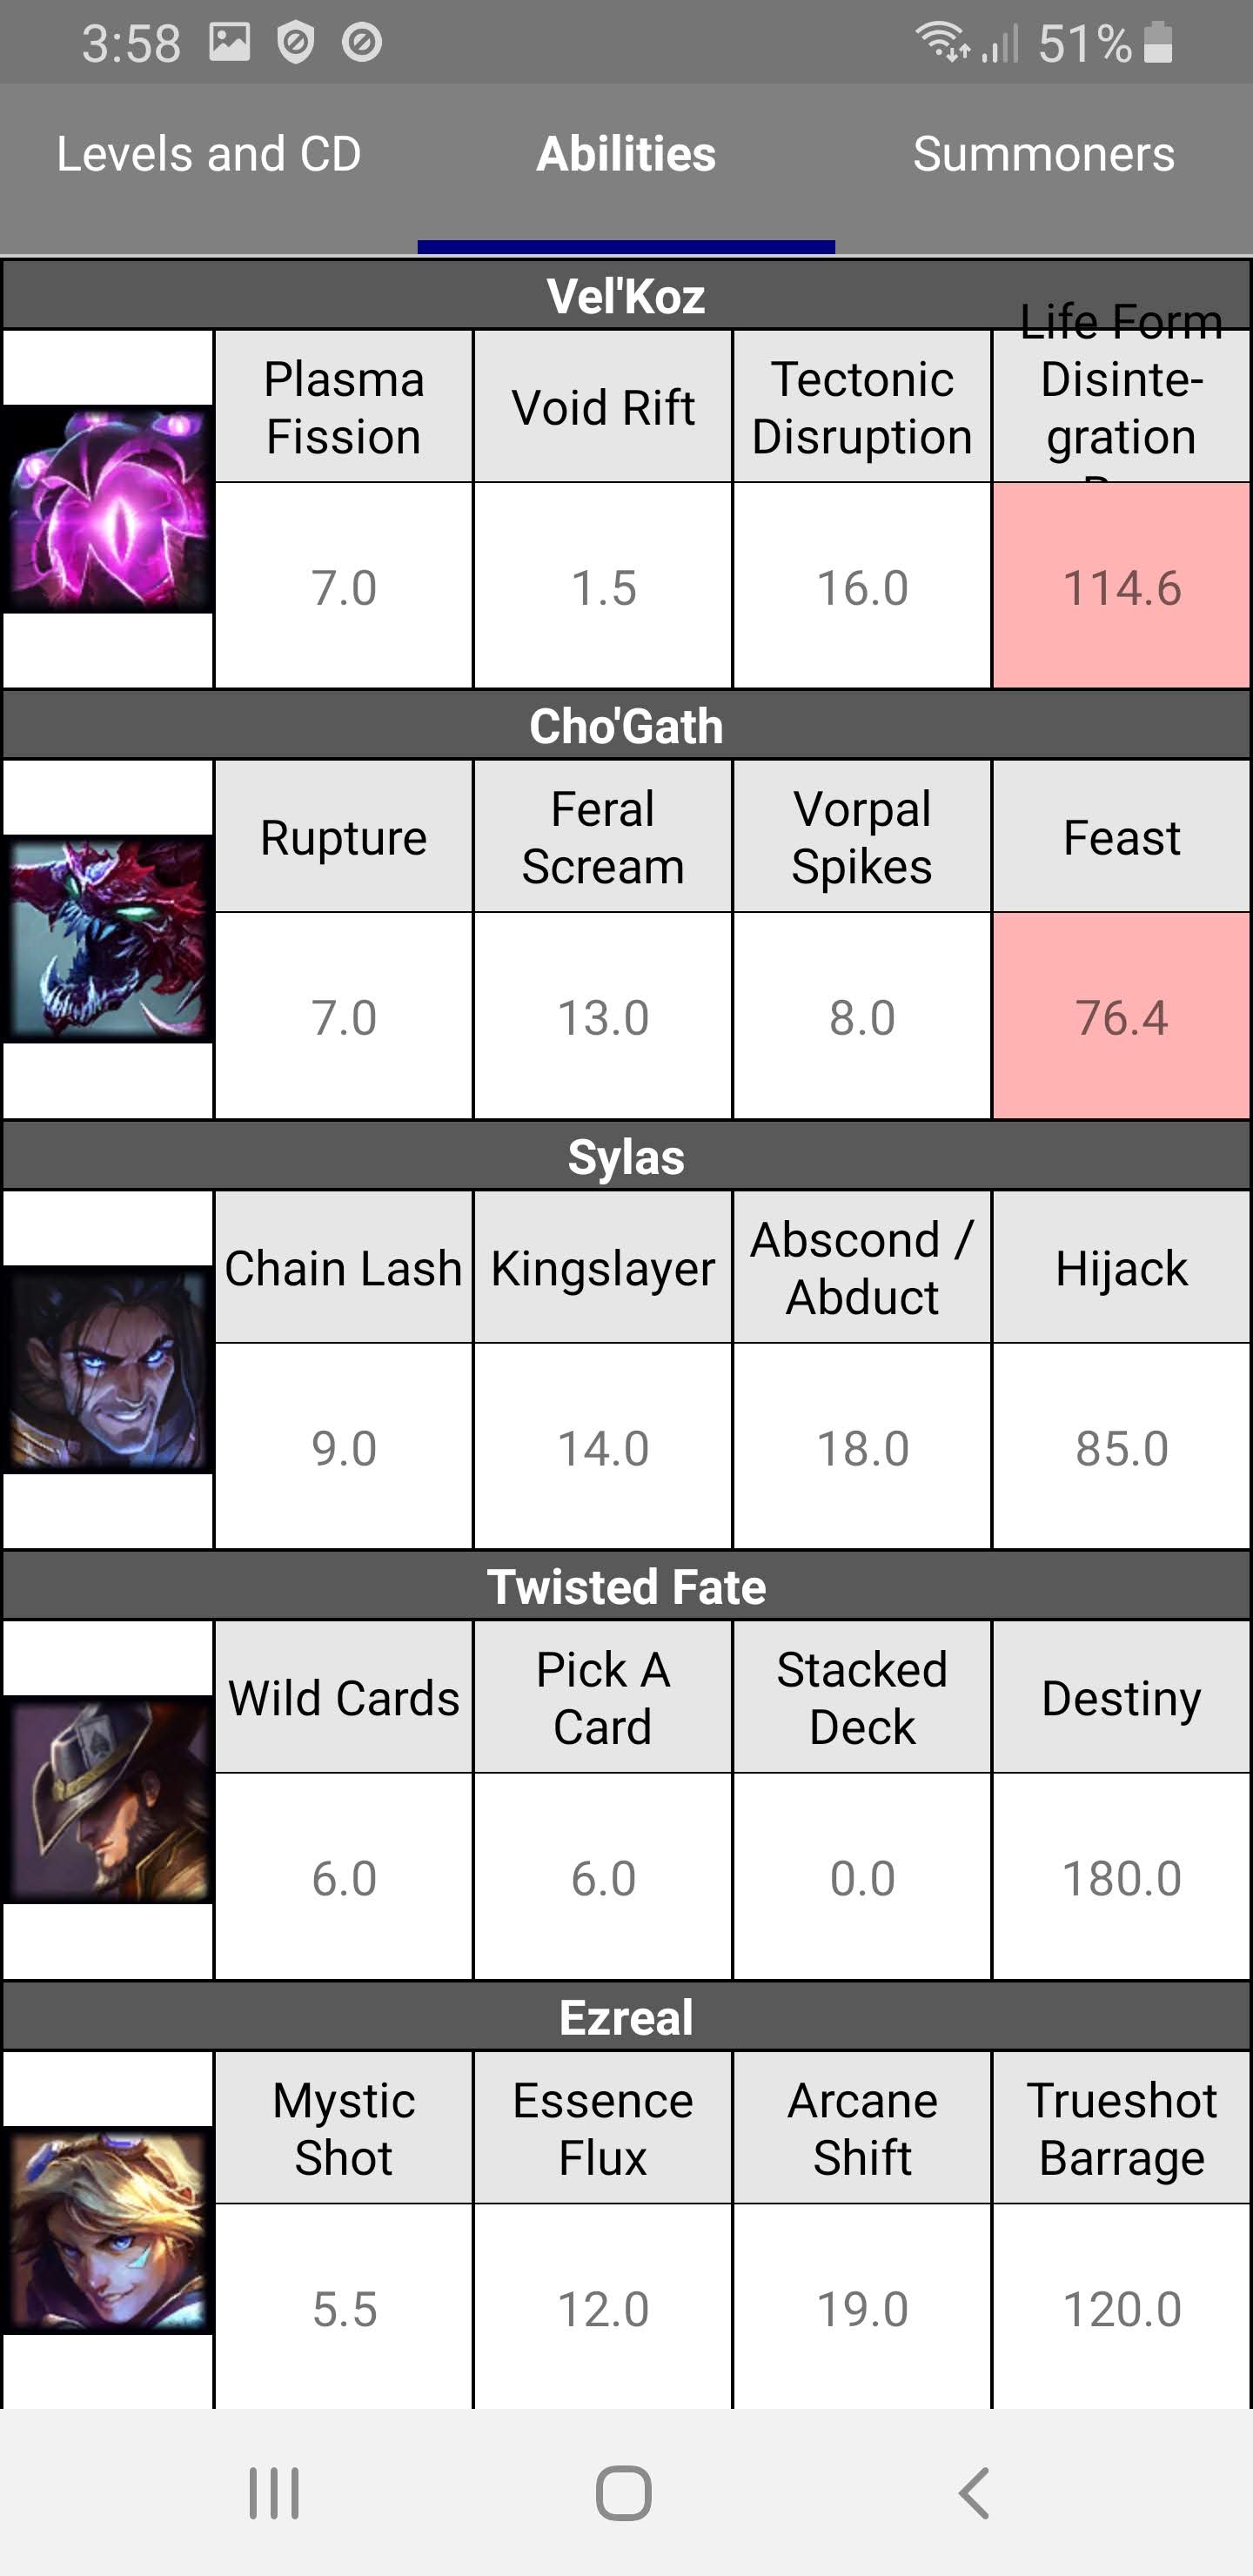 3:58
51%
Levels and CD
Abilities
Summoners
Vel'Koz
Plasma
Fission
Void Rift
Tectonic
Disruption
Life Form
Disinte-
gration
7.0
1.5
16.0
114.6
Cho'Gath
Rupture
Feral
Scream
Vorpal
Spikes
Feast
7.0
13.0
8.0
76.4
Sylas
Chain Lash
Kingslayer
Abscond /
Abduct
Hijack
9.0
14.0
18.0
85.0
Twisted Fate
Wild Cards
Pick A
Card
Stacked
Deck
Destiny
6.0
6.0
0.0
180.0
Ezreal
Mystic
Shot
Essence
Flux
Arcane
Shift
Trueshot
Barrage
5.5
12.0
19.0
120.0